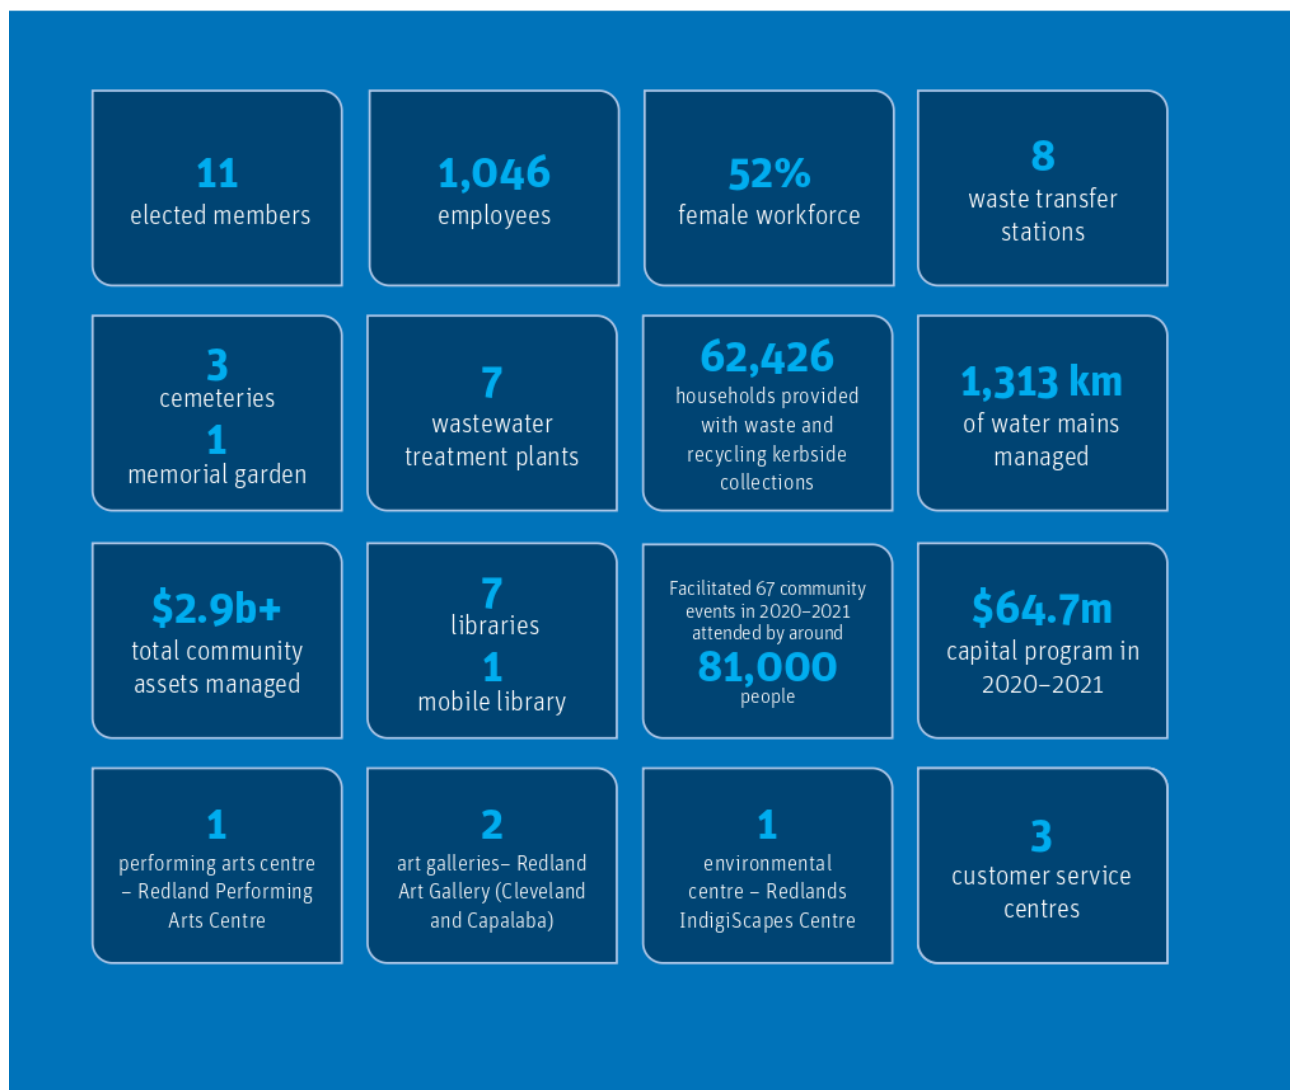 11
elected members
1,046
employees
52%
female workforce
8
waste transfer
stations
3
cemeteries
1
memorial garden
7
wastewater
treatment plants
62,426
households provided
with waste and
recycling kerbside
collections
1,313 km
of water mains
managed
$2.9b+
total community
assets managed
7
libraries
1
mobile library
Facilitated 67 community
events in 2020–2021
attended by around
81,000
people
$64.7m
capital program in
2020–2021
1
performing arts centre
– Redland Performing
Arts Centre
2
art galleries– Redland
Art Gallery (Cleveland
and Capalaba)
1
environmental
centre – Redlands
IndigiScapes Centre
3
customer service
centres